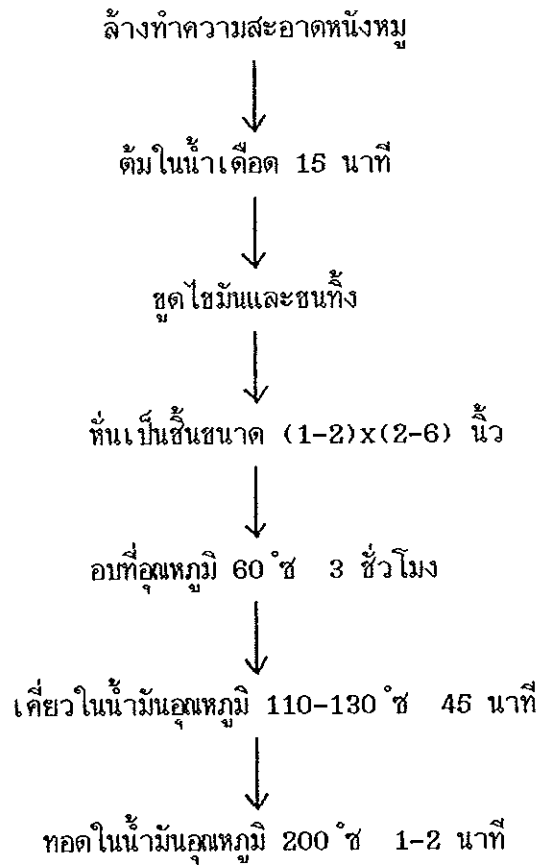 ล้างทำความสะอาดหนังหมู
ต้มในน้ำเดือด 15 นาที
ขูดไขมันและขนทิ้ง
หั่นเป็นชิ้นขนาด (1-2)x(2-6) นิ้ว
อบที่อุณหภูมิ 60 ํซ 3 ชั่วโมง
เคี่ยวในน้ำมันอุณหภูมิ 110-130 ํซ 45 นาที
ทอดในน้ำมันอุณหภูมิ 200 ํซ 1-2 นาที